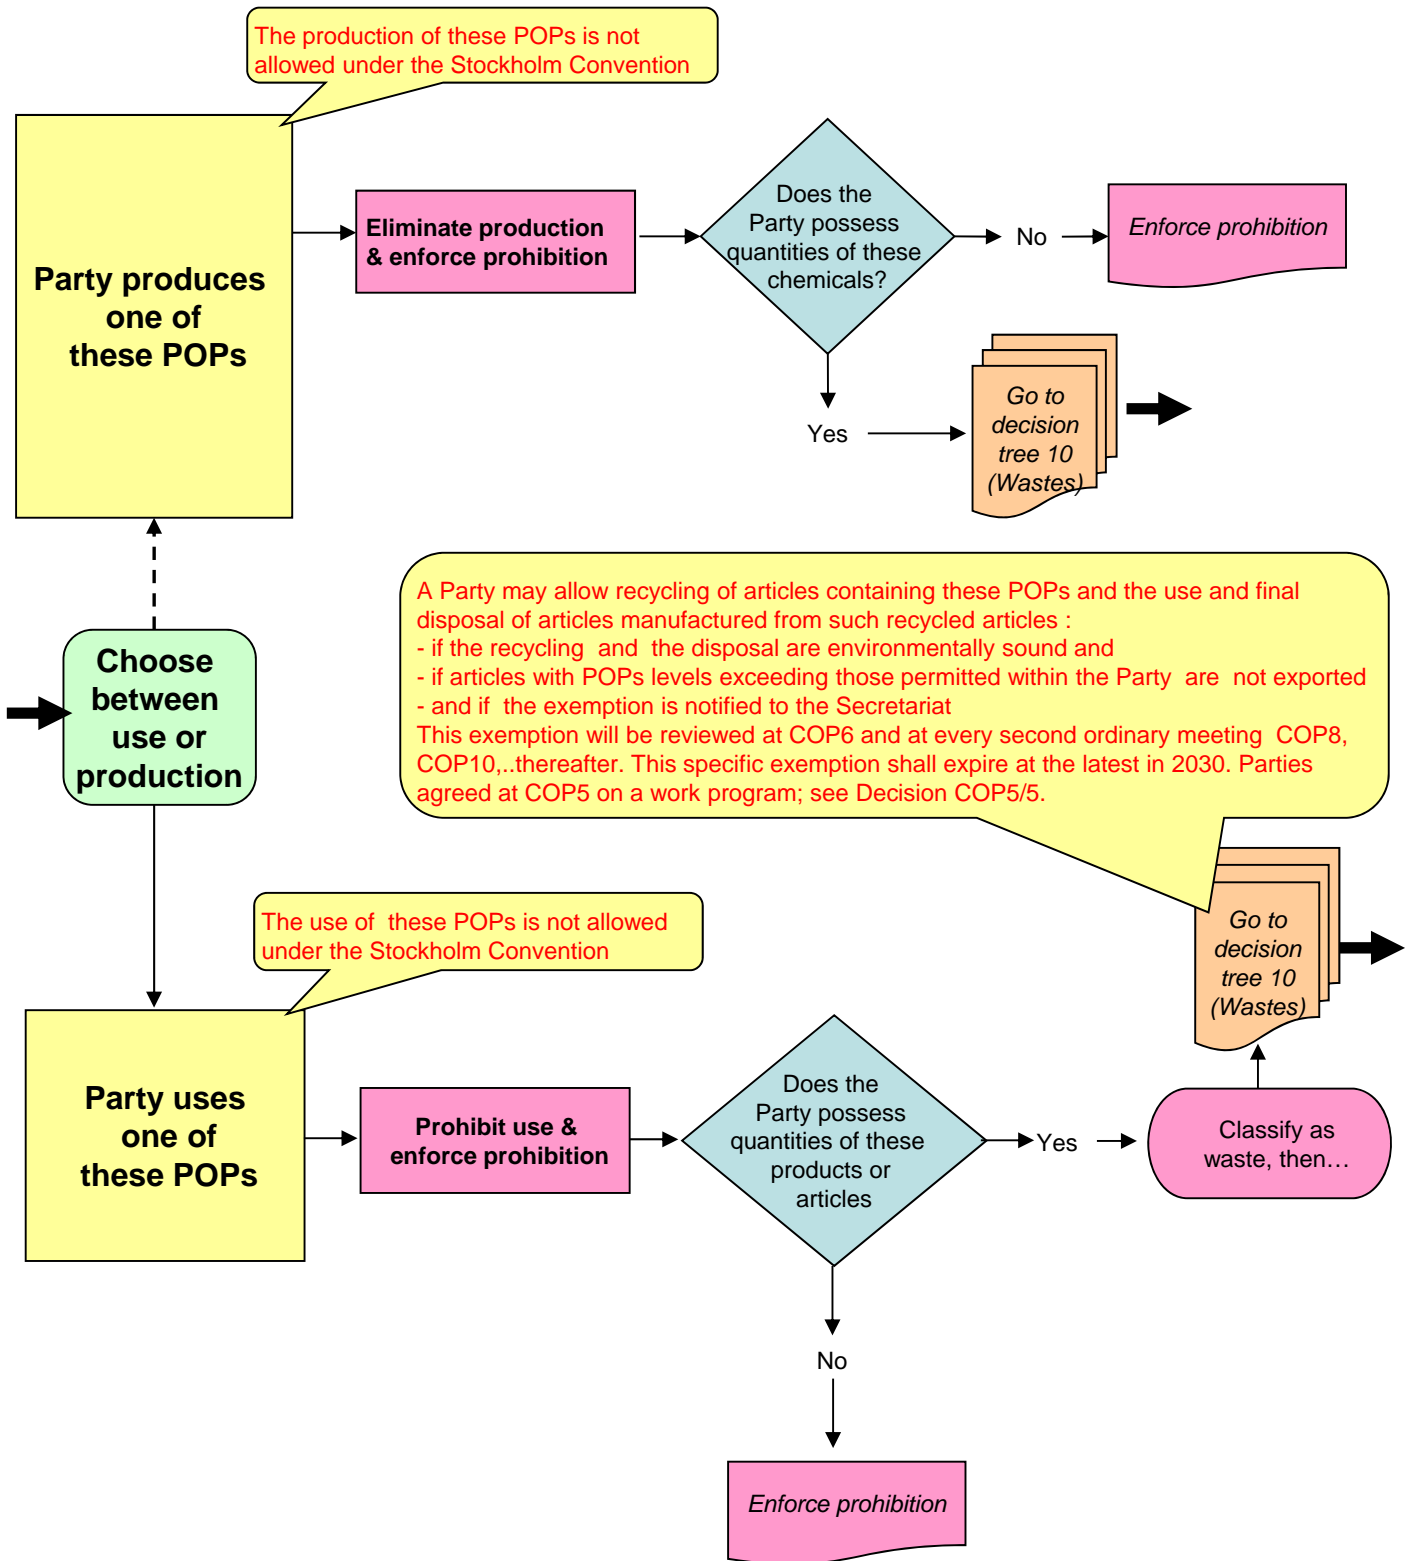 The production of these POPs is not
allowed under the Stockholm Convention
Party produces
one of
these POPs
Eliminate production
& enforce prohibition
Does the
Party possess
quantities of these
chemicals?
No
Enforce prohibition
Yes
Go to
decision
tree 10
(Wastes)
A Party may allow recycling of articles containing these POPs and the use and final
disposal of articles manufactured from such recycled articles :
- if the recycling and the disposal are environmentally sound and
- if articles with POPs levels exceeding those permitted within the Party are not exported
- and if the exemption is notified to the Secretariat
This exemption will be reviewed at COP6 and at every second ordinary meeting COP8,
COP10,..thereafter. This specific exemption shall expire at the latest in 2030. Parties
agreed at COP5 on a work program; see Decision COP5/5.
Choose
between
use or
production
The use of these POPs is not allowed
under the Stockholm Convention
Go to
decision
tree 10
(Wastes)
Party uses
one of
these POPs
Prohibit use &
enforce prohibition
Does the
Party possess
quantities of these
products or
articles
Yes
Classify as
waste, then…
No
Enforce prohibition